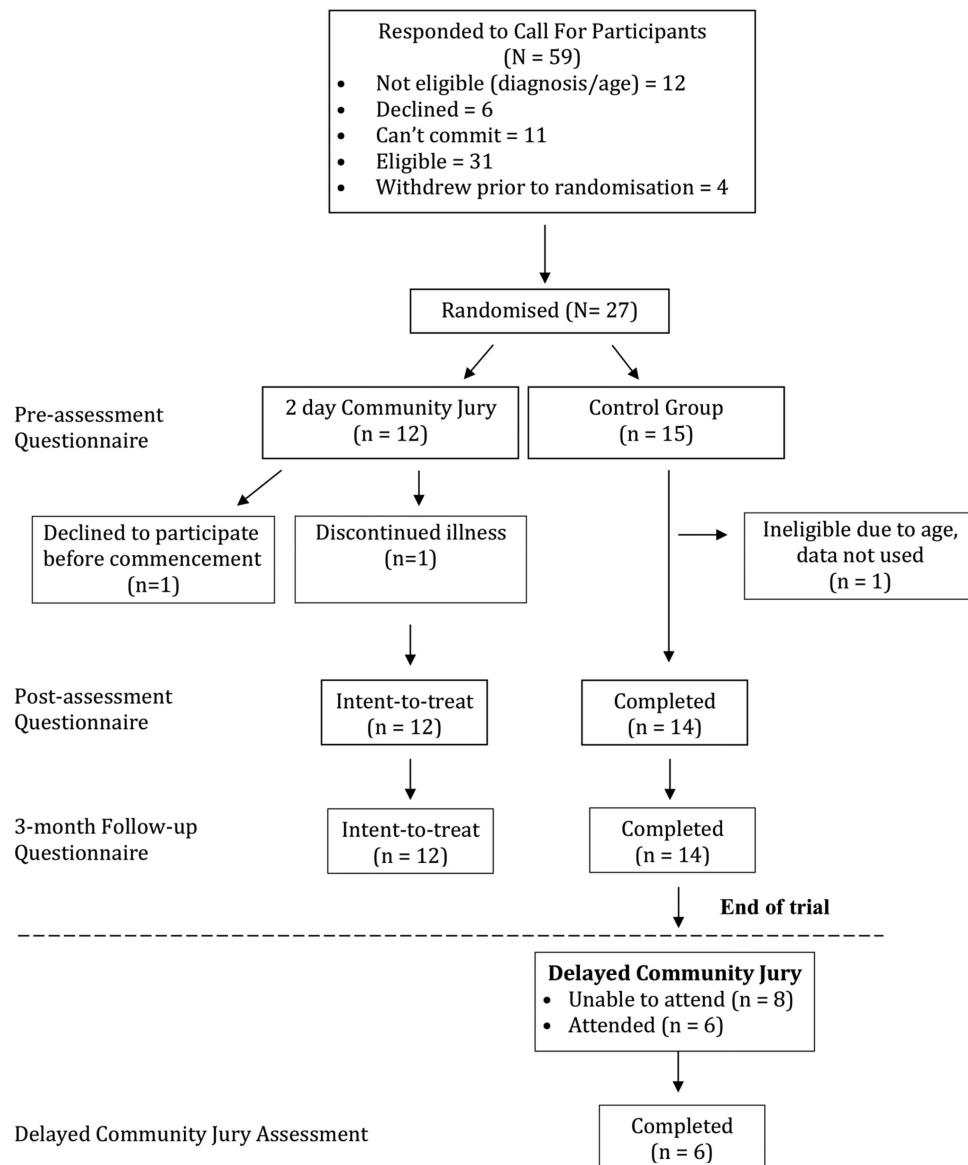 Responded to Call For Participants
(N = 59)
• Not eligible (diagnosis/age) = 12
• Declined = 6
• Can't commit = 11
• Eligible = 31
• Withdrew prior to randomisation = 4
Randomised (N= 27)
Pre-assessment
Questionnaire
2 day Community Jury
(n = 12)
Control Group
(n = 15)
Declined to participate
before commencement
(n=1)
Discontinued illness
(n=1)
Ineligible due to age,
data not used
(n = 1)
Post-assessment
Questionnaire
Intent-to-treat
(n = 12)
Completed
(n = 14)
3-month Follow-up
Questionnaire
Intent-to-treat
(n = 12)
Completed
(n = 14)
End of trial
Delayed Community Jury
• Unable to attend (n = 8)
• Attended (n = 6)
Delayed Community Jury Assessment
Completed
(n = 6)